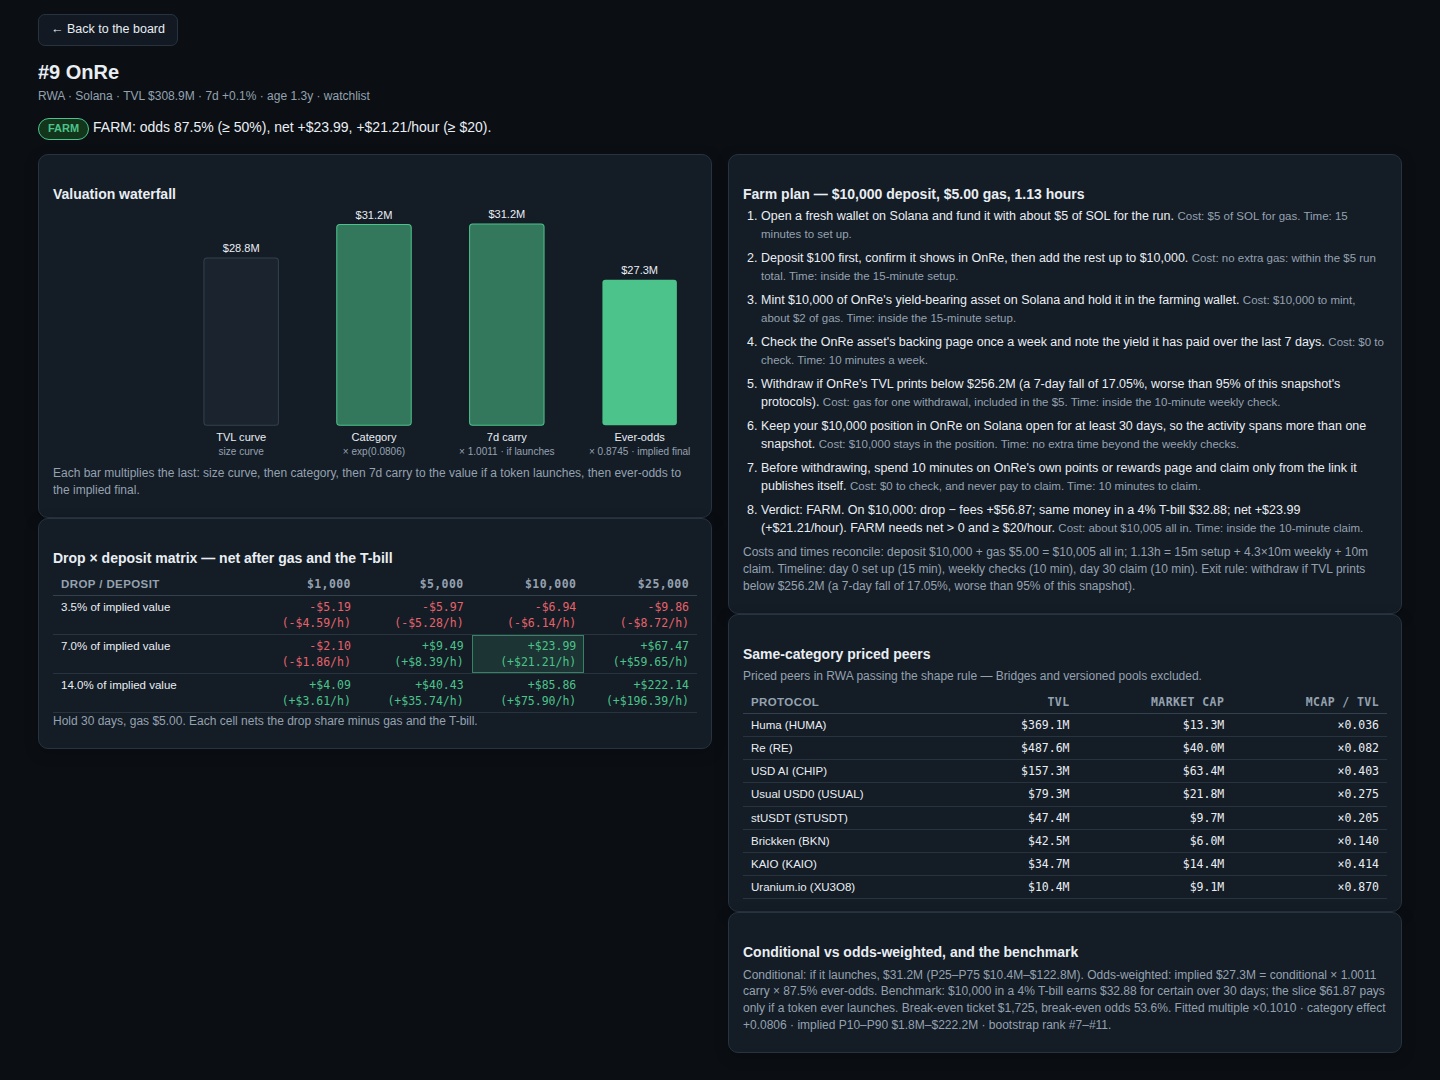 ← Back to the board
#9 OnRe
RWA · Solana · TVL $308.9M · 7d +0.1% · age 1.3y · watchlist
FARM FARM: odds 87.5% (≥ 50%), net +$23.99, +$21.21/hour (≥ $20).
Valuation waterfall
$28.8M
$31.2M
$31.2M
$27.3M
TVL curve
size curve
Category
× exp(0.0806)
7d carry
× 1.0011 · if launches
Ever-odds
× 0.8745 · implied final
Each bar multiplies the last: size curve, then category, then 7d carry to the value if a token launches, then ever-odds to
the implied final.
Drop × deposit matrix — net after gas and the T-bill
DROP / DEPOSIT $1,000 $5,000 $10,000 $25,000
3.5% of implied value -$5.19 -$5.97 -$6.94 -$9.86
(-$4.59/h) (-$5.28/h) (-$6.14/h) (-$8.72/h)
7.0% of implied value -$2.10 +$9.49 +$23.99 +$67.47
(-$1.86/h) (+$8.39/h) (+$21.21/h) (+$59.65/h)
14.0% of implied value +$4.09 +$40.43 +$85.86 +$222.14
(+$3.61/h) (+$35.74/h) (+$75.90/h) (+$196.39/h)
Hold 30 days, gas $5.00. Each cell nets the drop share minus gas and the T-bill.
Farm plan — $10,000 deposit, $5.00 gas, 1.13 hours
1. Open a fresh wallet on Solana and fund it with about $5 of SOL for the run. Cost: $5 of SOL for gas. Time: 15
minutes to set up.
2. Deposit $100 first, confirm it shows in OnRe, then add the rest up to $10,000. Cost: no extra gas: within the $5 run
total. Time: inside the 15-minute setup.
3. Mint $10,000 of OnRe's yield-bearing asset on Solana and hold it in the farming wallet. Cost: $10,000 to mint,
about $2 of gas. Time: inside the 15-minute setup.
4. Check the OnRe asset's backing page once a week and note the yield it has paid over the last 7 days. Cost: $0 to
check. Time: 10 minutes a week.
5. Withdraw if OnRe's TVL prints below $256.2M (a 7-day fall of 17.05%, worse than 95% of this snapshot's
protocols). Cost: gas for one withdrawal, included in the $5. Time: inside the 10-minute weekly check.
6. Keep your $10,000 position in OnRe on Solana open for at least 30 days, so the activity spans more than one
snapshot. Cost: $10,000 stays in the position. Time: no extra time beyond the weekly checks.
7. Before withdrawing, spend 10 minutes on OnRe's own points or rewards page and claim only from the link it
publishes itself. Cost: $0 to check, and never pay to claim. Time: 10 minutes to claim.
8. Verdict: FARM. On $10,000: drop − fees +$56.87; same money in a 4% T-bill $32.88; net +$23.99
(+$21.21/hour). FARM needs net > 0 and ≥ $20/hour. Cost: about $10,005 all in. Time: inside the 10-minute claim.
Costs and times reconcile: deposit $10,000 + gas $5.00 = $10,005 all in; 1.13h = 15m setup + 4.3×10m weekly + 10m
claim. Timeline: day 0 set up (15 min), weekly checks (10 min), day 30 claim (10 min). Exit rule: withdraw if TVL prints
below $256.2M (a 7-day fall of 17.05%, worse than 95% of this snapshot).
Same-category priced peers
Priced peers in RWA passing the shape rule — Bridges and versioned pools excluded.
PROTOCOL TVL MARKET CAP MCAP / TVL
Huma (HUMA) $369.1M $13.3M ×0.036
Re (RE) $487.6M $40.0M ×0.082
USD AI (CHIP) $157.3M $63.4M ×0.403
Usual USD0 (USUAL) $79.3M $21.8M ×0.275
stUSDT (STUSDT) $47.4M $9.7M ×0.205
Brickken (BKN) $42.5M $6.0M ×0.140
KAIO (KAIO) $34.7M $14.4M ×0.414
Uranium.io (XU3O8) $10.4M $9.1M ×0.870
Conditional vs odds-weighted, and the benchmark
Conditional: if it launches, $31.2M (P25–P75 $10.4M–$122.8M). Odds-weighted: implied $27.3M = conditional × 1.0011
carry × 87.5% ever-odds. Benchmark: $10,000 in a 4% T-bill earns $32.88 for certain over 30 days; the slice $61.87 pays
only if a token ever launches. Break-even ticket $1,725, break-even odds 53.6%. Fitted multiple ×0.1010 · category effect
+0.0806 · implied P10–P90 $1.8M–$222.2M · bootstrap rank #7–#11.